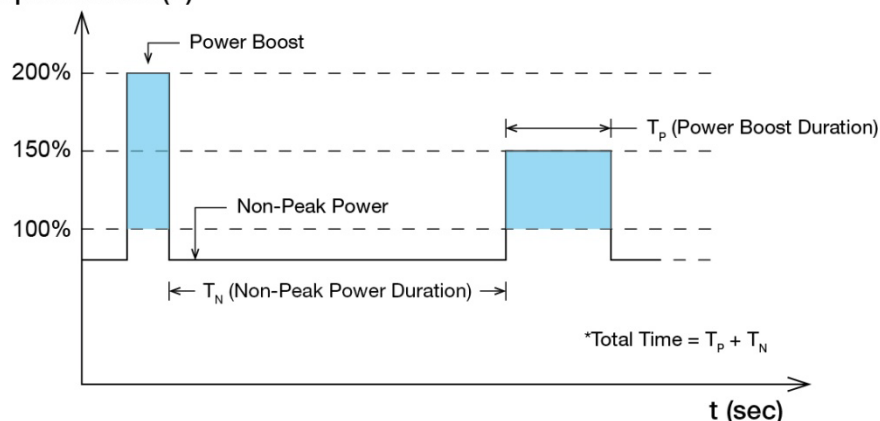 Power Boost
200%
T_P (Power Boost Duration)
150%
Non-Peak Power
100%
T_N (Non-Peak Power Duration)
*Total Time = T_P + T_N
t (sec)